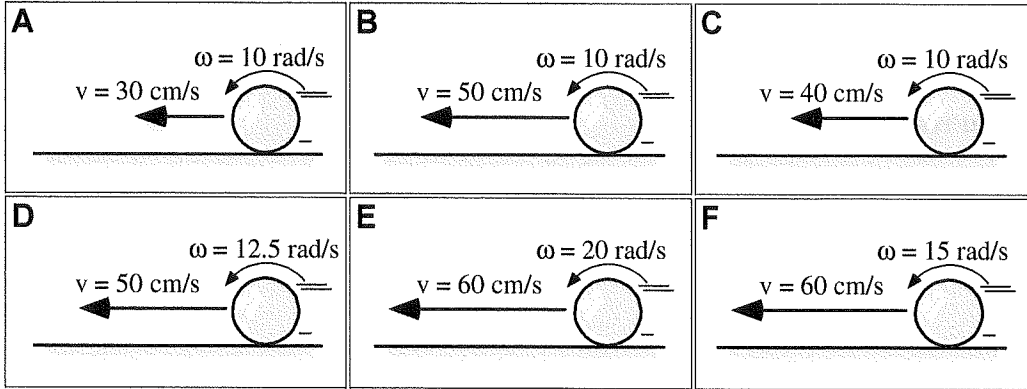 A
ω = 10 rad/s
v = 30 cm/s
B
ω = 10 rad/s
v = 50 cm/s
C
ω = 10 rad/s
v = 40 cm/s
D
ω = 12.5 rad/s
v = 50 cm/s
E
ω = 20 rad/s
v = 60 cm/s
F
ω = 15 rad/s
v = 60 cm/s